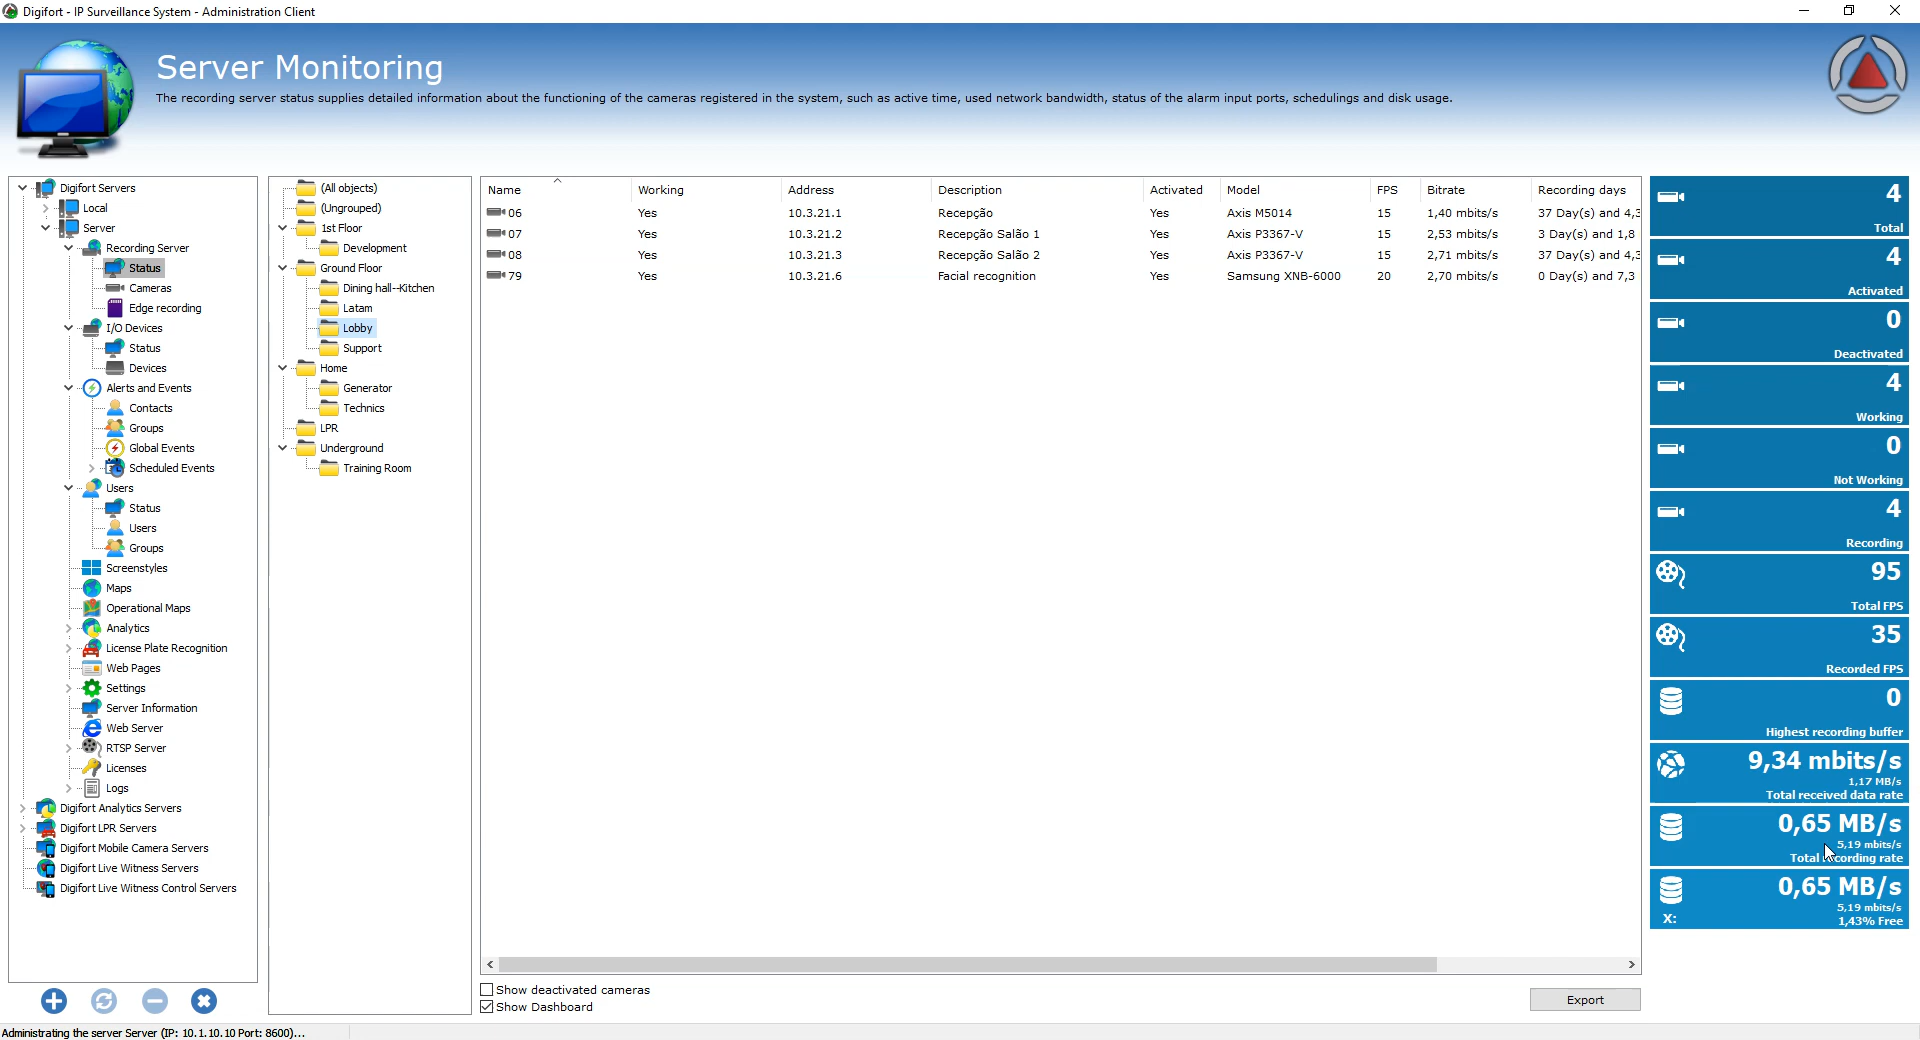 Digifort - IP Surveillance System - Administration Client
Server Monitoring
The recording server status supplies detailed information about the functioning of the cameras registered in the system, such as active time, used network bandwidth, status of the alarm input ports, schedulings and disk usage.
Digifort Servers
Local
Server
Recording Server
Status
Cameras
Edge recording
I/O Devices
Status
Devices
Alerts and Events
Contacts
Groups
Global Events
Scheduled Events
Users
Status
Users
Groups
Screenstyles
Maps
Operational Maps
Analytics
License Plate Recognition
Web Pages
Settings
Server Information
Web Server
RTSP Server
Licenses
Logs
Digifort Analytics Servers
Digifort LPR Servers
Digifort Mobile Camera Servers
Digifort Live Witness Servers
Digifort Live Witness Control Servers
(All objects)
(Ungrouped)
1st Floor
Development
Ground Floor
Dining hall--Kitchen
Latam
Lobby
Support
Home
Generator
Technics
LPR
Underground
Training Room
Name Working Address Description Activated Model FPS Bitrate Recording days
06 Yes 10.3.21.1 Recepção Yes Axis M5014 15 1,40 mbits/s 37 Day(s) and 4,3
07 Yes 10.3.21.2 Recepção Salão 1 Yes Axis P3367-V 15 2,53 mbits/s 3 Day(s) and 1,8
08 Yes 10.3.21.3 Recepção Salão 2 Yes Axis P3367-V 15 2,71 mbits/s 37 Day(s) and 4,3
79 Yes 10.3.21.6 Facial recognition Yes Samsung XNB-6000 20 2,70 mbits/s 0 Day(s) and 7,3
Show deactivated cameras
Show Dashboard
Export
4
Total
4
Activated
0
Deactivated
4
Working
0
Not Working
4
Recording
95
Total FPS
35
Recorded FPS
0
Highest recording buffer
9,34 mbits/s
1,17 MB/s
Total received data rate
0,65 MB/s
5,19 mbits/s
Total recording rate
0,65 MB/s
5,19 mbits/s
X: 1,43% Free
Administrating the server Server (IP: 10.1.10.10 Port: 8600)...